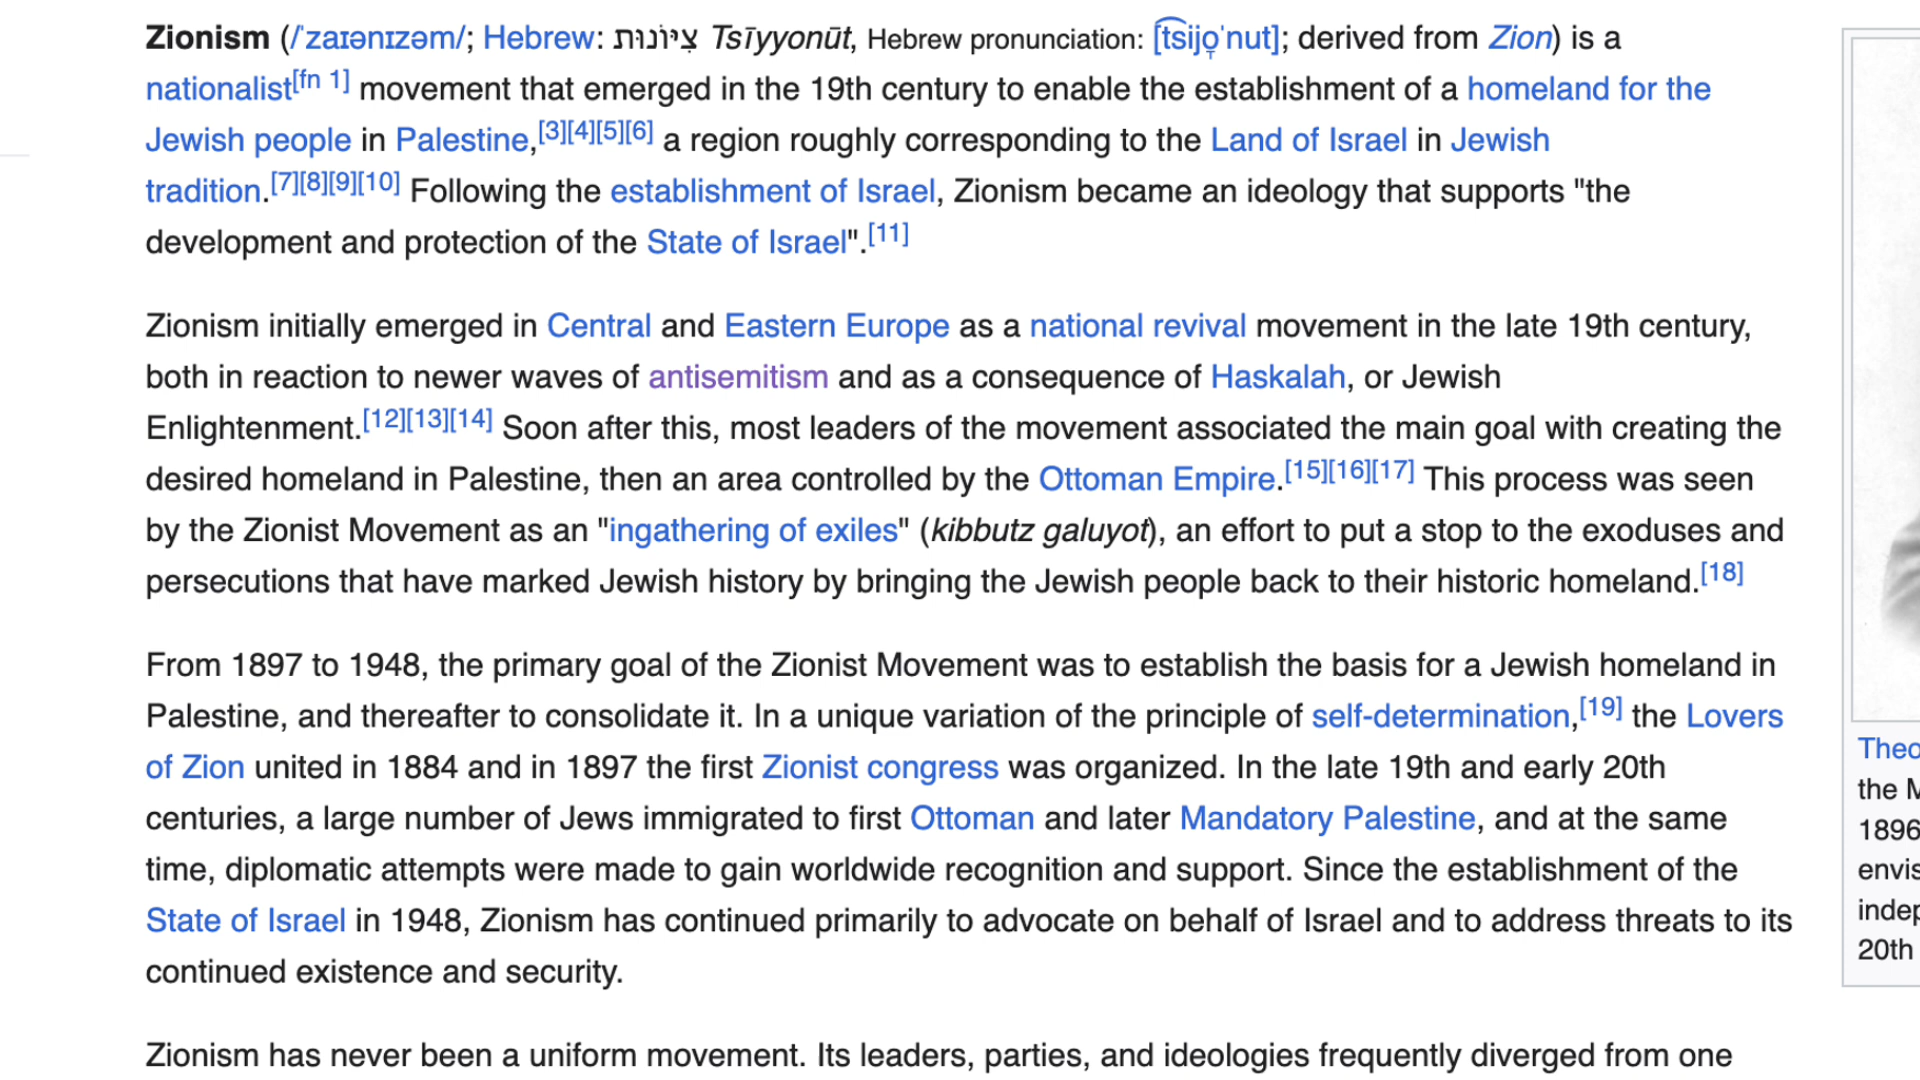 Zionism (/ˈzaɪənɪzəm/; Hebrew: צִיּוֹנוּת Tsīyyonūt, Hebrew pronunciation: [t͡sijo̞ˈnut]; derived from Zion) is a
nationalist[fn 1] movement that emerged in the 19th century to enable the establishment of a homeland for the
Jewish people in Palestine,[3][4][5][6] a region roughly corresponding to the Land of Israel in Jewish
tradition.[7][8][9][10] Following the establishment of Israel, Zionism became an ideology that supports "the
development and protection of the State of Israel".[11]
Zionism initially emerged in Central and Eastern Europe as a national revival movement in the late 19th century,
both in reaction to newer waves of antisemitism and as a consequence of Haskalah, or Jewish
Enlightenment.[12][13][14] Soon after this, most leaders of the movement associated the main goal with creating the
desired homeland in Palestine, then an area controlled by the Ottoman Empire.[15][16][17] This process was seen
by the Zionist Movement as an "ingathering of exiles" (kibbutz galuyot), an effort to put a stop to the exoduses and
persecutions that have marked Jewish history by bringing the Jewish people back to their historic homeland.[18]
From 1897 to 1948, the primary goal of the Zionist Movement was to establish the basis for a Jewish homeland in
Palestine, and thereafter to consolidate it. In a unique variation of the principle of self-determination,[19] the Lovers
of Zion united in 1884 and in 1897 the first Zionist congress was organized. In the late 19th and early 20th
centuries, a large number of Jews immigrated to first Ottoman and later Mandatory Palestine, and at the same
time, diplomatic attempts were made to gain worldwide recognition and support. Since the establishment of the
State of Israel in 1948, Zionism has continued primarily to advocate on behalf of Israel and to address threats to its
continued existence and security.
Zionism has never been a uniform movement. Its leaders, parties, and ideologies frequently diverged from one
Theo
the M
1896
envis
indep
20th